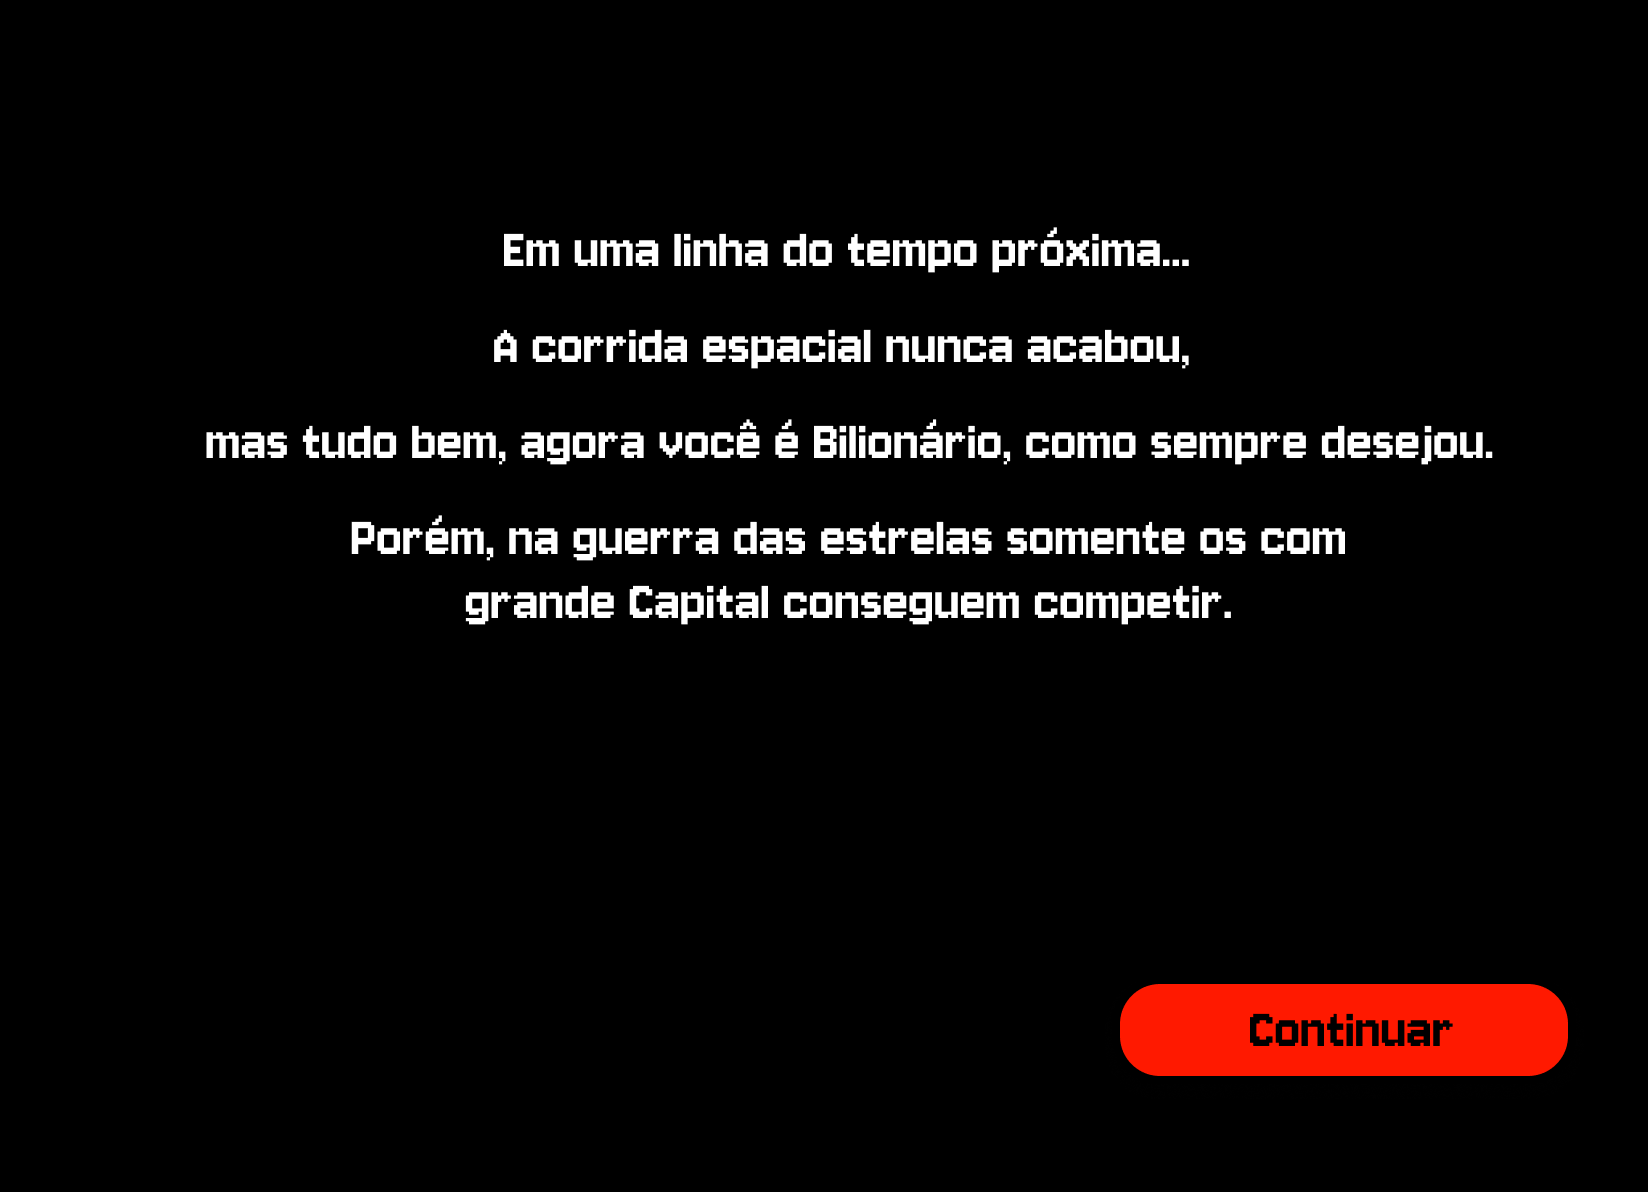 Em uma linha do tempo próxima...
A corrida espacial nunca acabou,
mas tudo bem, agora você é Bilionário, como sempre desejou.
Porém, na guerra das estrelas somente os com
grande Capital conseguem competir.
Continuar